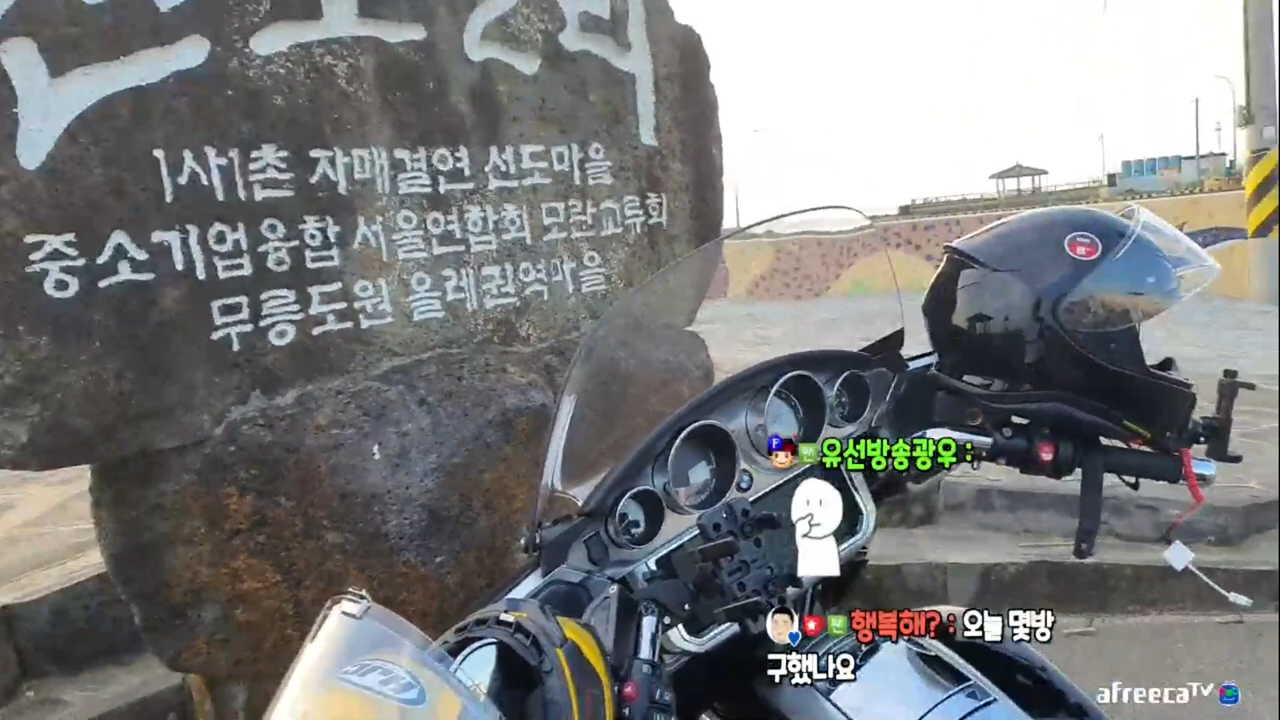 1사1촌 자매결연 선도마을
중소기업융합 서울연합회 모란교류회
무릉도원 올레권역마을
유선방송광우 :
행복해? : 오늘 몇방
구했나요
afreecaTV